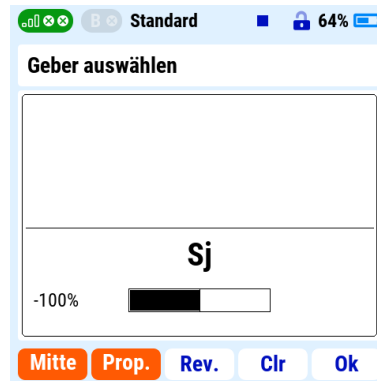 B Standard 64%
Geber auswählen
Sj
-100%
Mitte Prop. Rev. Clr Ok